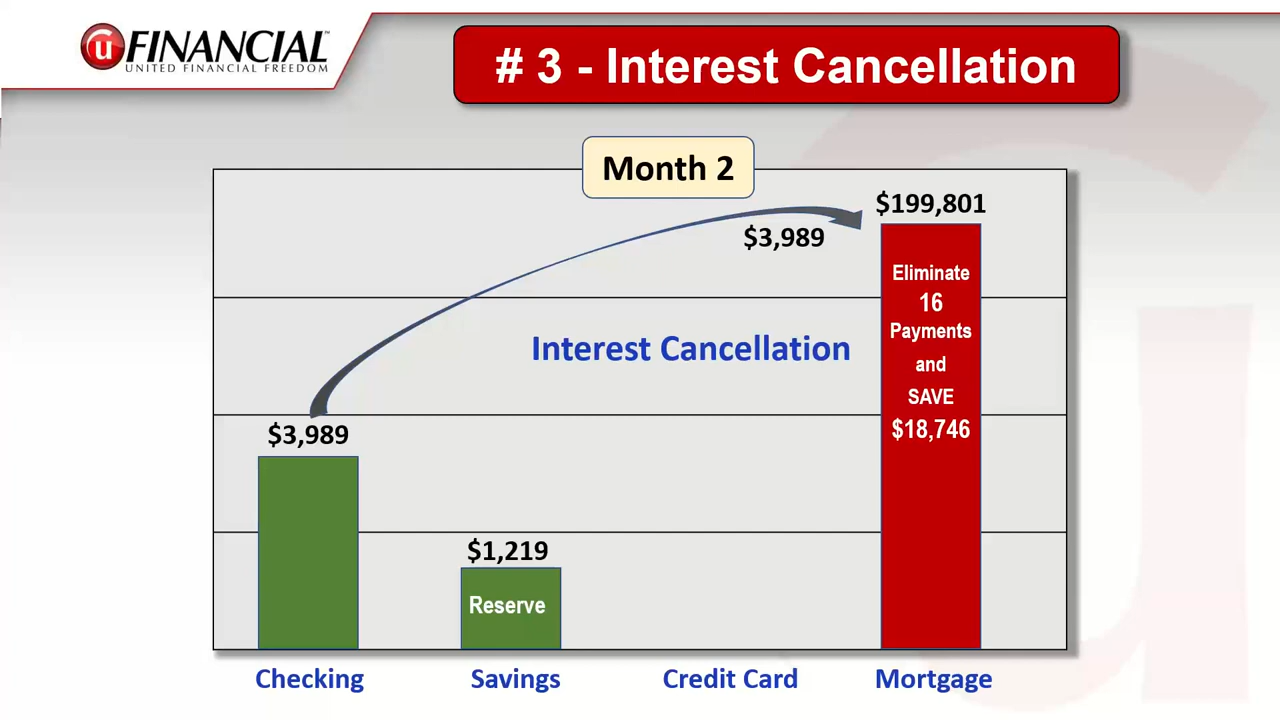 u FINANCIAL™
UNITED FINANCIAL FREEDOM
# 3 - Interest Cancellation
Month 2
$199,801
$3,989
Eliminate
16
Payments
and
SAVE
$18,746
Interest Cancellation
$3,989
$1,219
Reserve
Checking
Savings
Credit Card
Mortgage